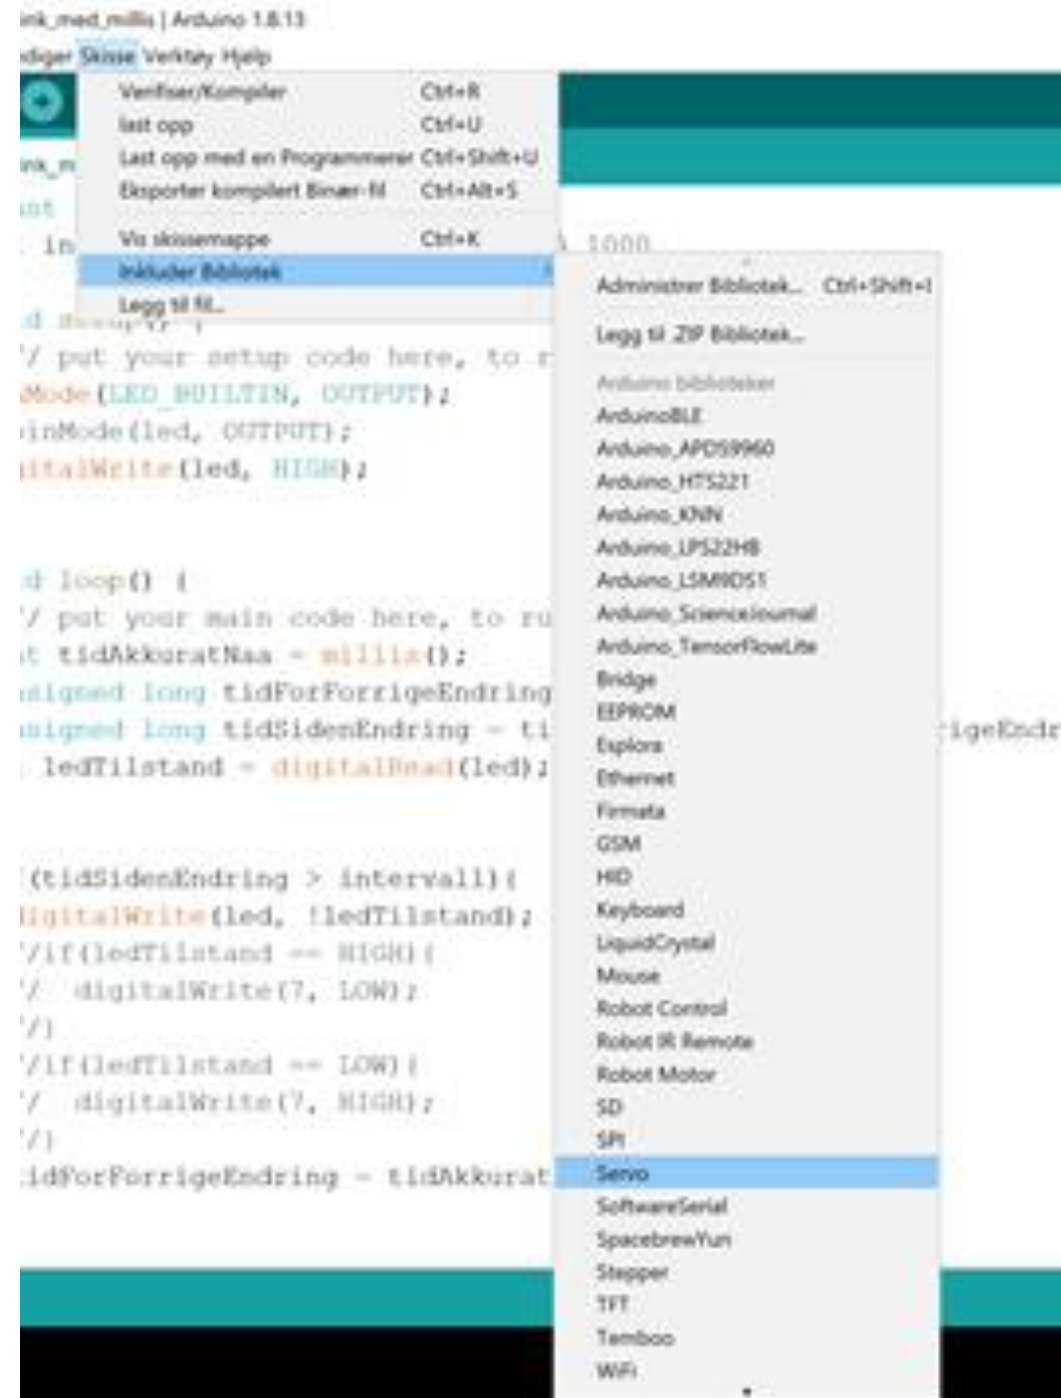 ink_med_millis | Arduino 1.8.13
diger Skisse Verktøy Hjelp
Verifiser/Kompiler Ctrl+R
last opp Ctrl+U
Last opp med en Programmerer Ctrl+Shift+U
Eksporter kompilert Binær-fil Ctrl+Alt+S
Vis skissemappe Ctrl+K
Inkluder Bibliotek
Legg til fil...
1000
Administrer Bibliotek... Ctrl+Shift+I
Legg til .ZIP Bibliotek...
Arduino biblioteker
ArduinoBLE
Arduino_APDS9960
Arduino_HTS221
Arduino_KNN
Arduino_LPS22HB
Arduino_LSM9DS1
Arduino_ScienceJournal
Arduino_TensorFlowLite
Bridge
EEPROM
Esplora
Ethernet
Firmata
GSM
HID
Keyboard
LiquidCrystal
Mouse
Robot Control
Robot IR Remote
Robot Motor
SD
SPI
Servo
SoftwareSerial
SpacebrewYun
Stepper
TFT
Temboo
WiFi
d setup() {
/ put your setup code here, to r
Mode(LED_BUILTIN, OUTPUT);
inMode(led, OUTPUT);
italWrite(led, HIGH);
d loop() {
/ put your main code here, to ru
t tidAkkuratNaa = millis();
signed long tidForForrigeEndring
signed long tidSidenEndring = ti rigeEndr
ledTilstand = digitalRead(led);
(tidSidenEndring > intervall){
digitalWrite(led, !ledTilstand);
/if(ledTilstand == HIGH){
/ digitalWrite(7, LOW);
/}
/if(ledTilstand == LOW){
/ digitalWrite(7, HIGH);
/}
idForForrigeEndring = tidAkkurat